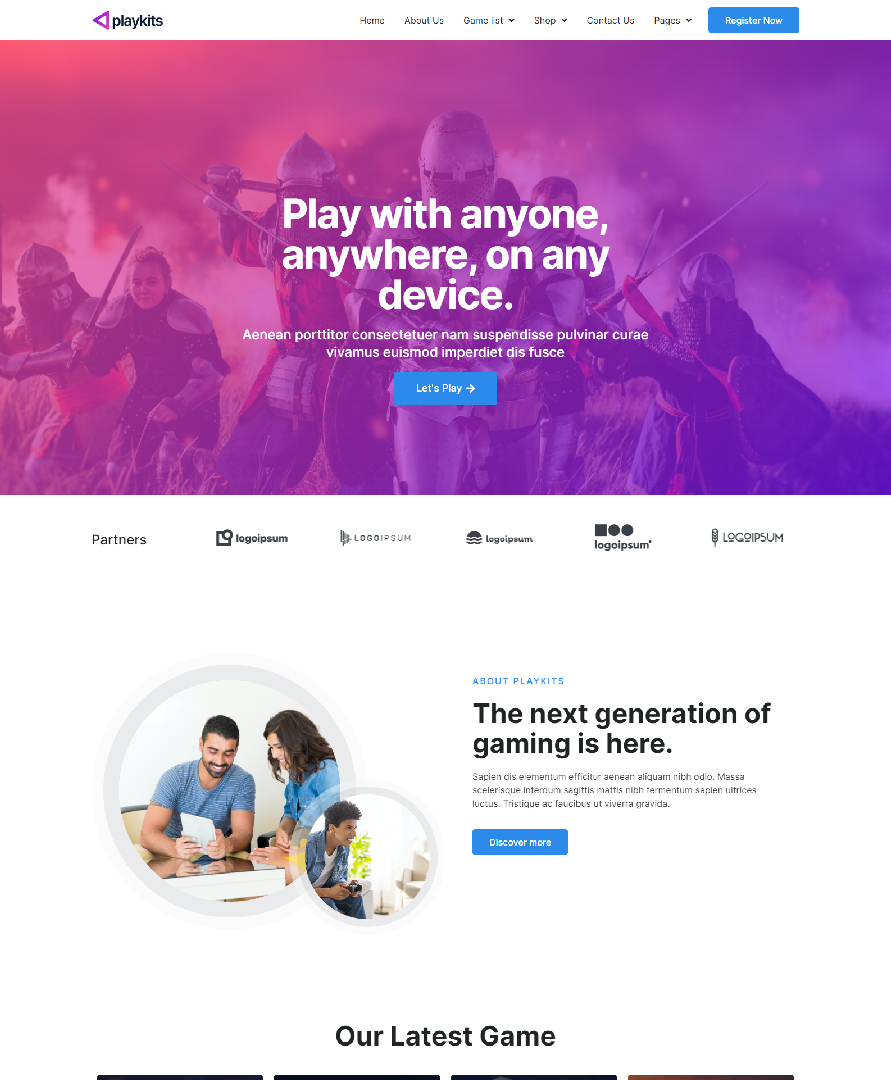 playkits
Home About Us Game list Shop Contact Us Pages Register Now
Play with anyone,
anywhere, on any
device.
Aenean porttitor consectetuer nam suspendisse pulvinar curae
vivamus euismod imperdiet dis fusce
Let's Play
Partners
logoipsum
LOGOIPSUM
logoipsum
logoipsum
LOGOIPSUM
ABOUT PLAYKITS
The next generation of
gaming is here.
Sapien dis elementum efficitur aenean aliquam nibh odio. Massa
scelerisque interdum sagittis mattis nibh fermentum sapien ultrices
luctus. Tristique ac faucibus ut viverra gravida.
Discover more
Our Latest Game